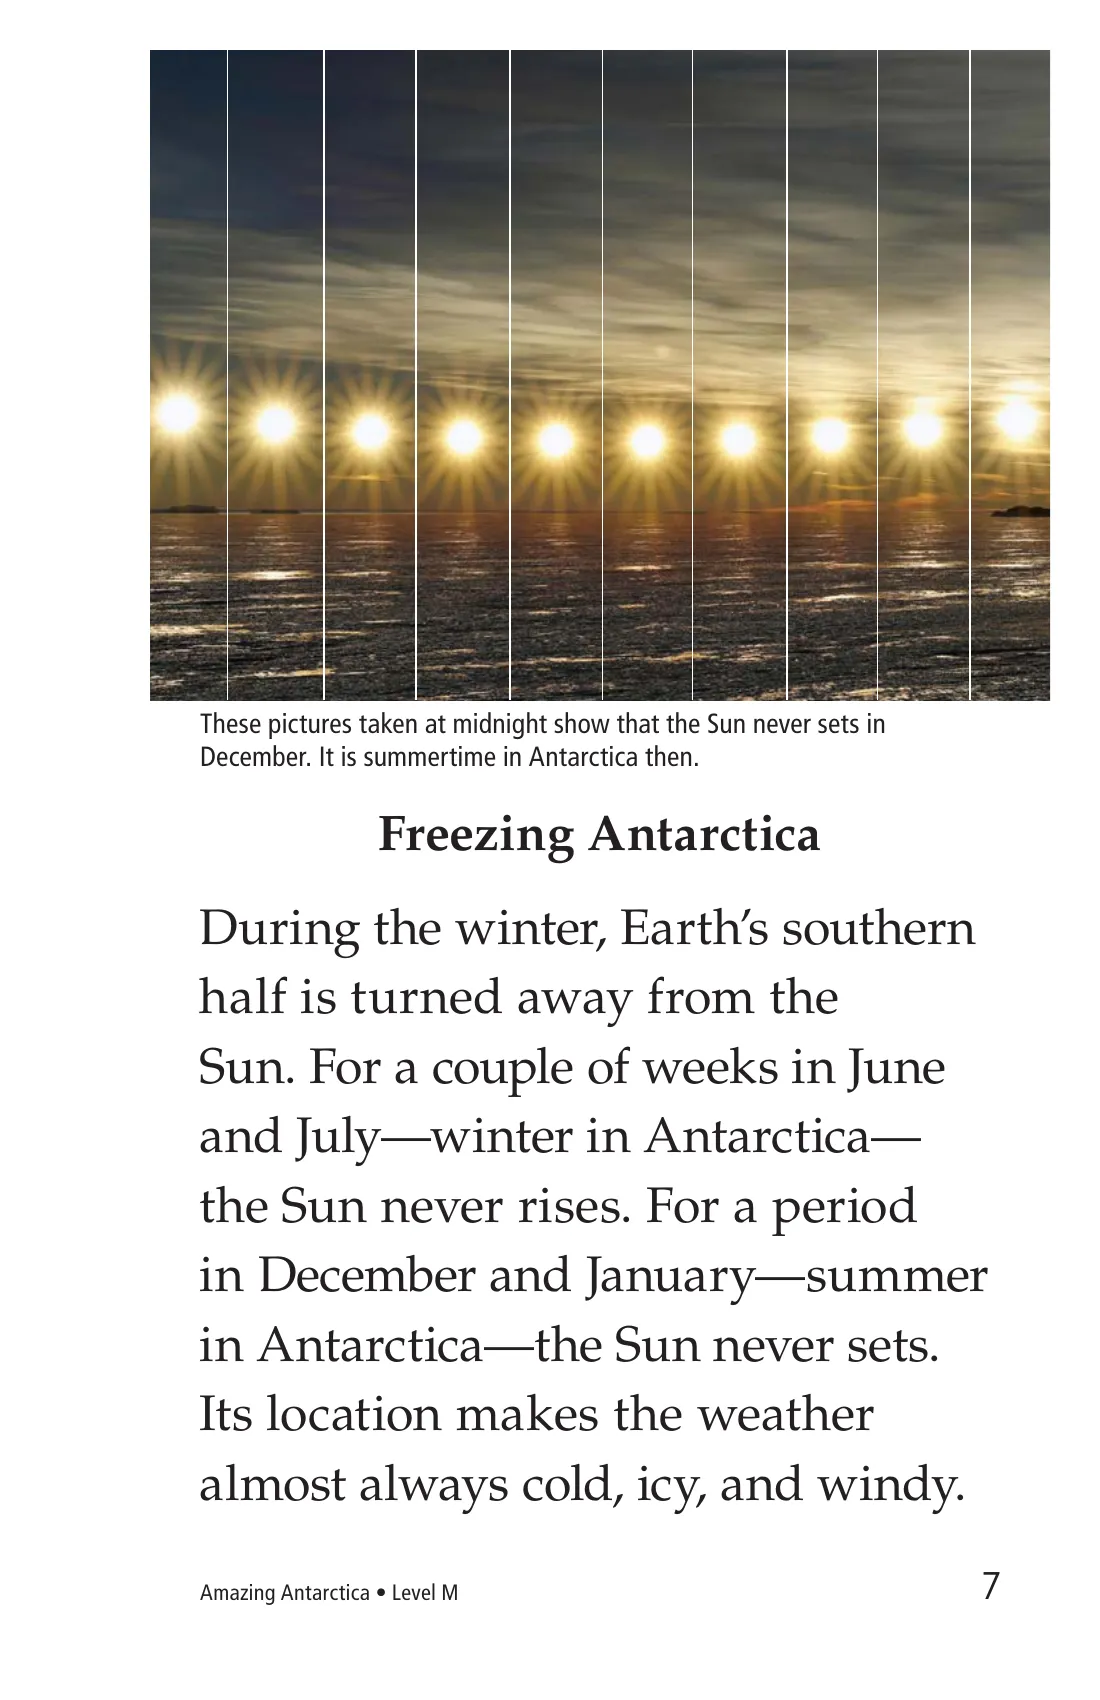 These pictures taken at midnight show that the Sun never sets in
December. It is summertime in Antarctica then.
Freezing Antarctica
During the winter, Earth’s southern
half is turned away from the
Sun. For a couple of weeks in June
and July—winter in Antarctica—
the Sun never rises. For a period
in December and January—summer
in Antarctica—the Sun never sets.
Its location makes the weather
almost always cold, icy, and windy.
Amazing Antarctica • Level M
7